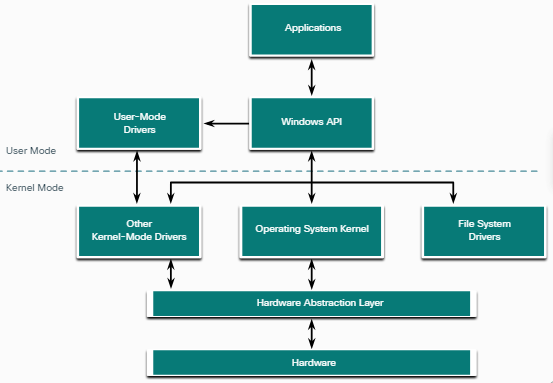 Applications
User-Mode
Drivers
Windows API
User Mode
Kernel Mode
Other
Kernel-Mode Drivers
Operating System Kernel
File System
Drivers
Hardware Abstraction Layer
Hardware